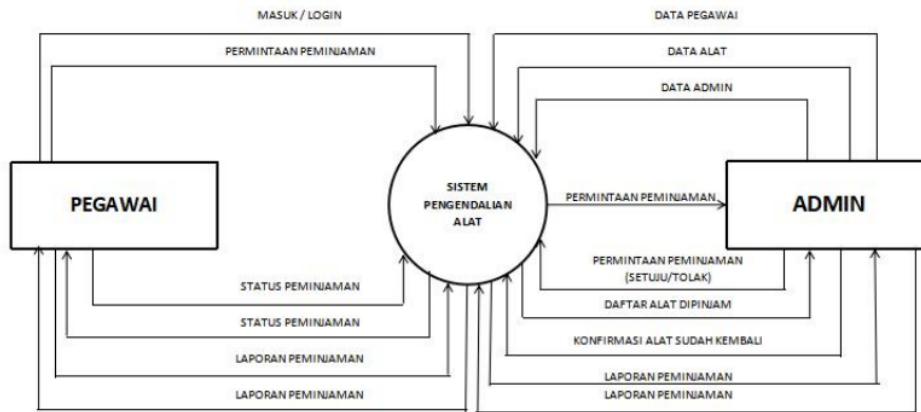 MASUK / LOGIN
DATA PEGAWAI
PERMINTAAN PEMINJAMAN
DATA ALAT
DATA ADMIN
PEGAWAI
SISTEM
PENGENDALIAN
ALAT
PERMINTAAN PEMINJAMAN
ADMIN
STATUS PEMINJAMAN
PERMINTAAN PEMINJAMAN
(SETUJU/TOLAK)
STATUS PEMINJAMAN
DAFTAR ALAT DIPINJAM
LAPORAN PEMINJAMAN
KONFIRMASI ALAT SUDAH KEMBALI
LAPORAN PEMINJAMAN
LAPORAN PEMINJAMAN
LAPORAN PEMINJAMAN